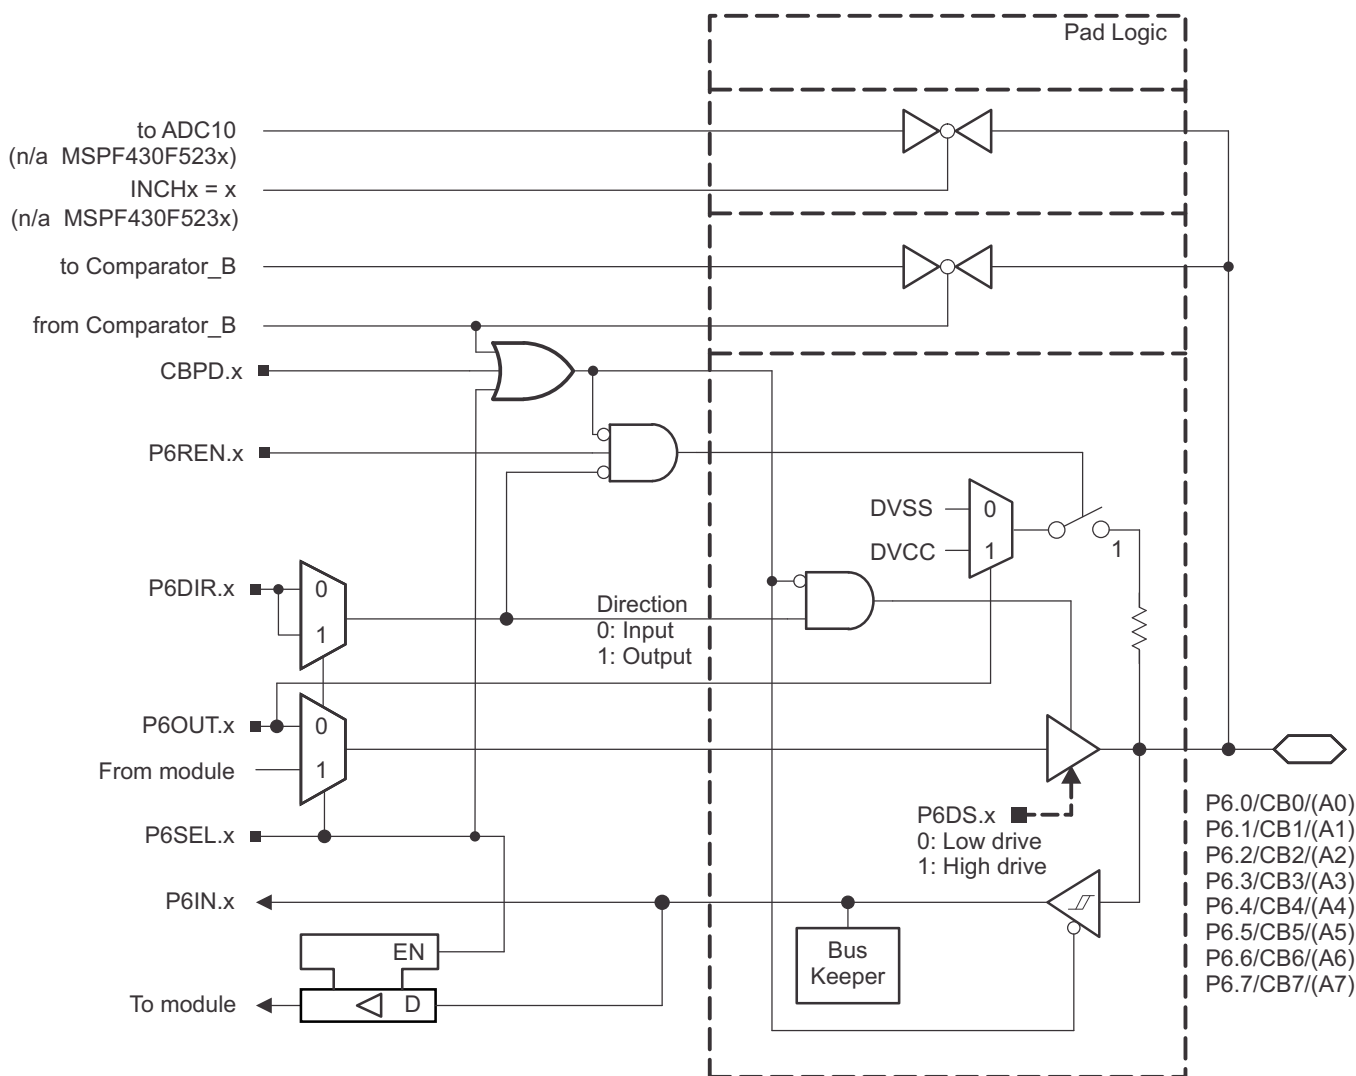 Pad Logic
to ADC10
(n/a MSPF430F523x)
INCHx = x
(n/a MSPF430F523x)
to Comparator_B
from Comparator_B
CBPD.x
P6REN.x
DVSS
0
DVCC
1
1
P6DIR.x
0
1
Direction
0: Input
1: Output
P6OUT.x
0
From module
1
P6DS.x
0: Low drive
1: High drive
P6SEL.x
P6IN.x
Bus
Keeper
EN
D
To module
P6.0/CB0/(A0)
P6.1/CB1/(A1)
P6.2/CB2/(A2)
P6.3/CB3/(A3)
P6.4/CB4/(A4)
P6.5/CB5/(A5)
P6.6/CB6/(A6)
P6.7/CB7/(A7)